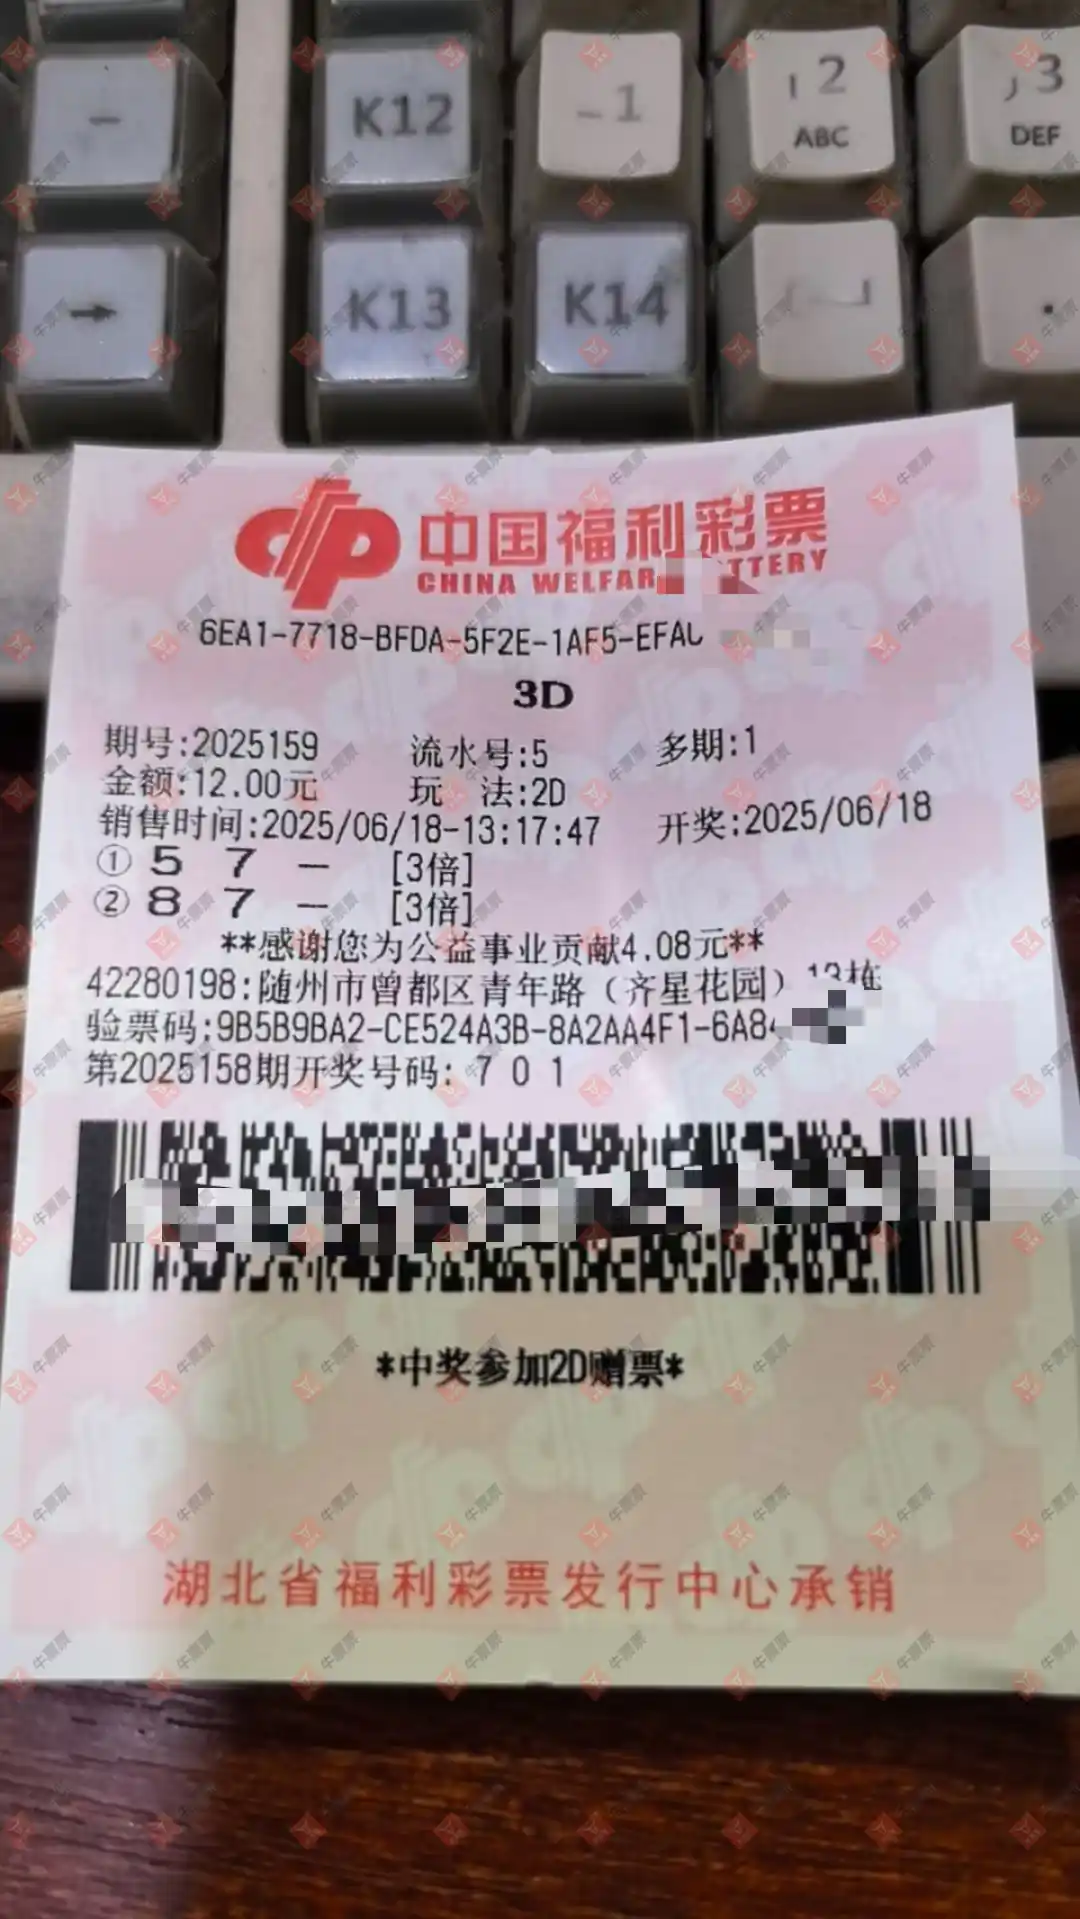 K12
1
2
ABC
3
DEF
K13
K14
中国福利彩票
CHINA WELFAR TTERY
6EA1-7718-BFDA-5F2E-1AF5-EFA
3D
期号:2025159 流水号:5 多期:1
金额:12.00元 玩 法:2D
销售时间:2025/06/18-13:17:47 开奖:2025/06/18
① 5 7 - [3倍]
② 8 7 - [3倍]
**感谢您为公益事业贡献4.08元**
42280198:随州市曾都区青年路(齐星花园)13栋
验票码:9B5B9BA2-CE524A3B-8A2AA4F1-6A8
第2025158期开奖号码: 7 0 1
*中奖参加2D赠票*
湖北省福利彩票发行中心承销
牛票票